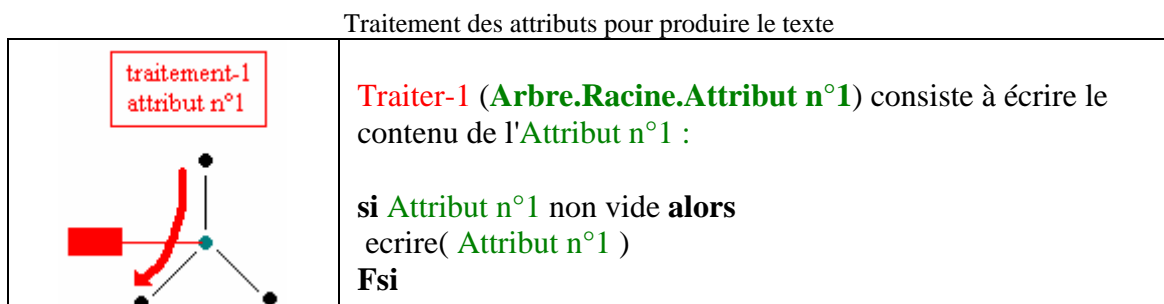 Traitement des attributs pour produire le texte
traitement-1
attribut n°1
Traiter-1 (Arbre.Racine.Attribut n°1) consiste à écrire le
contenu de l'Attribut n°1 :
si Attribut n°1 non vide alors
ecrire( Attribut n°1 )
Fsi